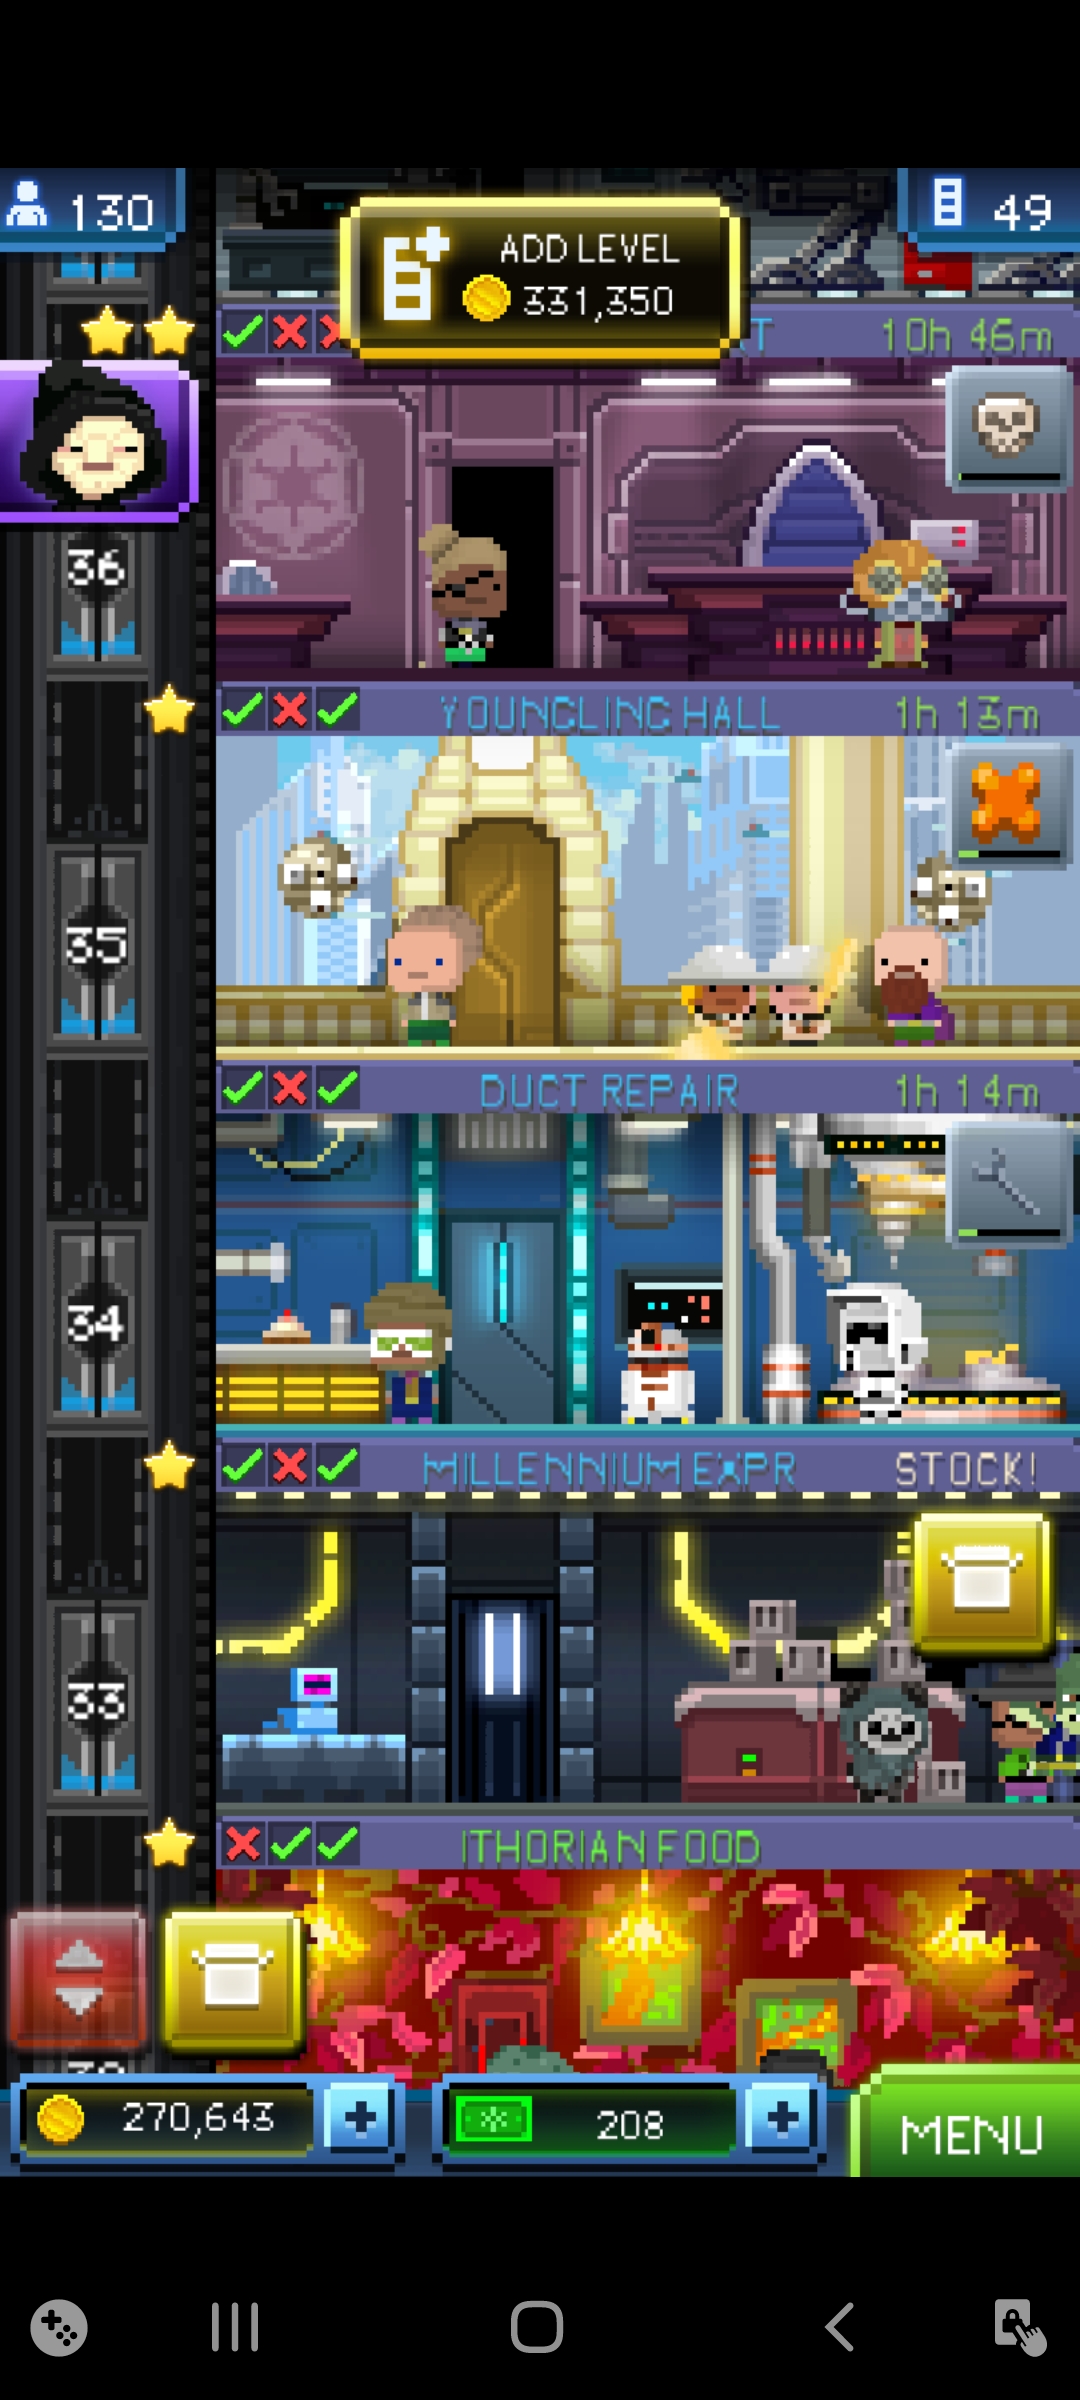 130
49
ADD LEVEL
331,350
10h 46m
36
YOUNGLING HALL
1h 13m
35
DUCT REPAIR
1h 14m
34
MILLENNIUM EXPR
STOCK!
33
ITHORIAN FOOD
270,643
208
MENU